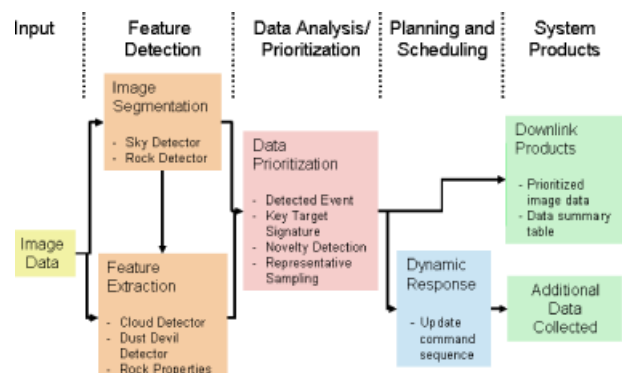 Input
Feature
Detection
Data Analysis/
Prioritization
Planning and
Scheduling
System
Products
Image
Segmentation
- Sky Detector
- Rock Detector
Image
Data
Feature
Extraction
- Cloud Detector
- Dust Devil
Detector
- Rock Properties
Data
Prioritization
- Detected Event
- Key Target
Signature
- Novelty Detection
- Representative
Sampling
Dynamic
Response
- Update
command
sequence
Downlink
Products
- Prioritized
image data
- Data summary
table
Additional
Data
Collected